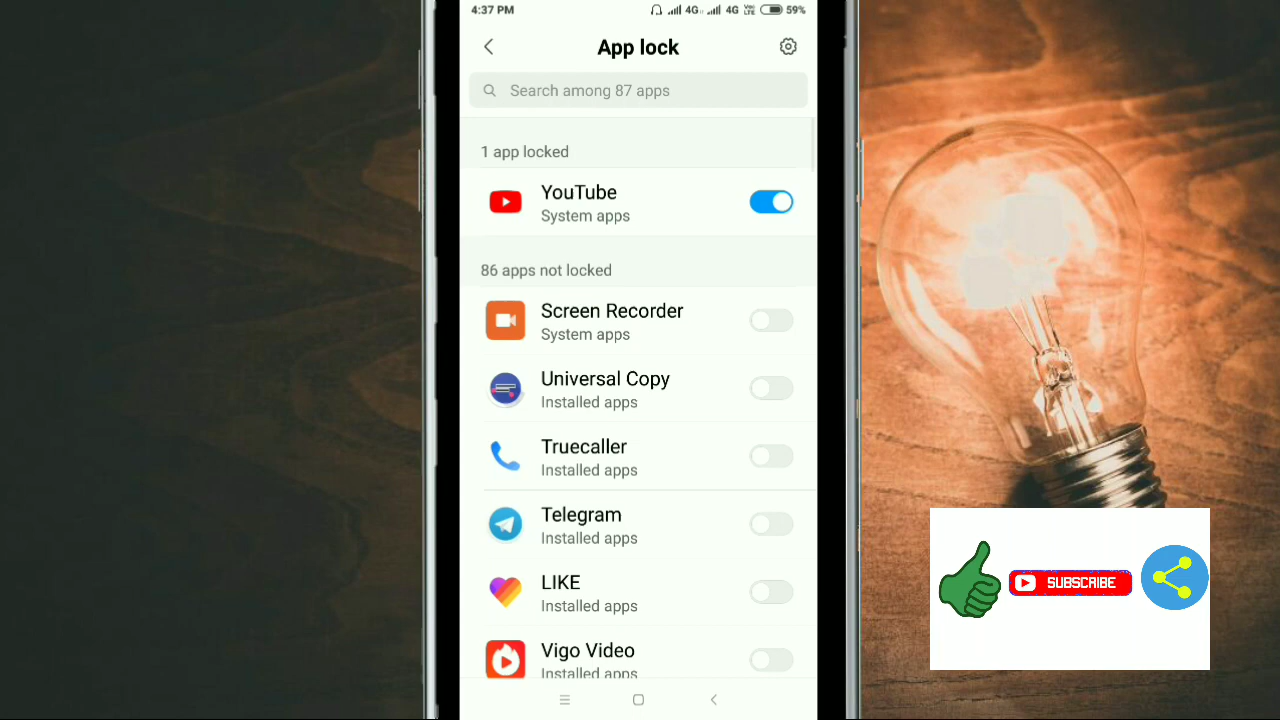 4:37 PM
4G 4G Vo LTE 59%
App lock
Search among 87 apps
1 app locked
YouTube
System apps
86 apps not locked
Screen Recorder
System apps
Universal Copy
Installed apps
Truecaller
Installed apps
Telegram
Installed apps
LIKE
Installed apps
Vigo Video
Installed apps
SUBSCRIBE